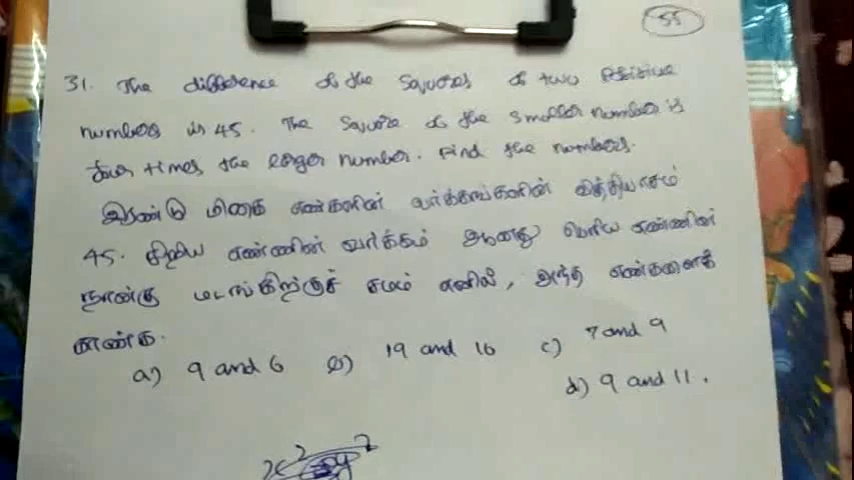 55
31. The difference of the squares of two positive
numbers is 45. The square of the smaller number is
four times the larger number. Find the numbers.
இரண்டு மிகை எண்களின் வர்க்கங்களின் வித்தியாசம்
45. சிறிய எண்ணின் வர்க்கம் ஆனது பெரிய எண்ணின்
நான்கு மடங்கிற்குச் சமம் எனில், அந்த எண்களைக்
காண்க.
a) 9 and 6 b) 19 and 16 c) 7 and 9
d) 9 and 11.
x²